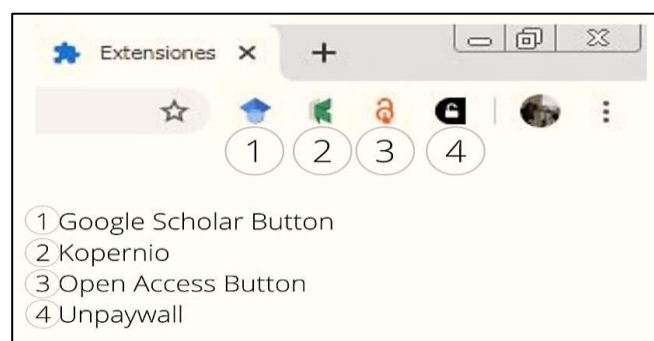 Extensiones
1 2 3 4
1 Google Scholar Button
2 Kopernio
3 Open Access Button
4 Unpaywall